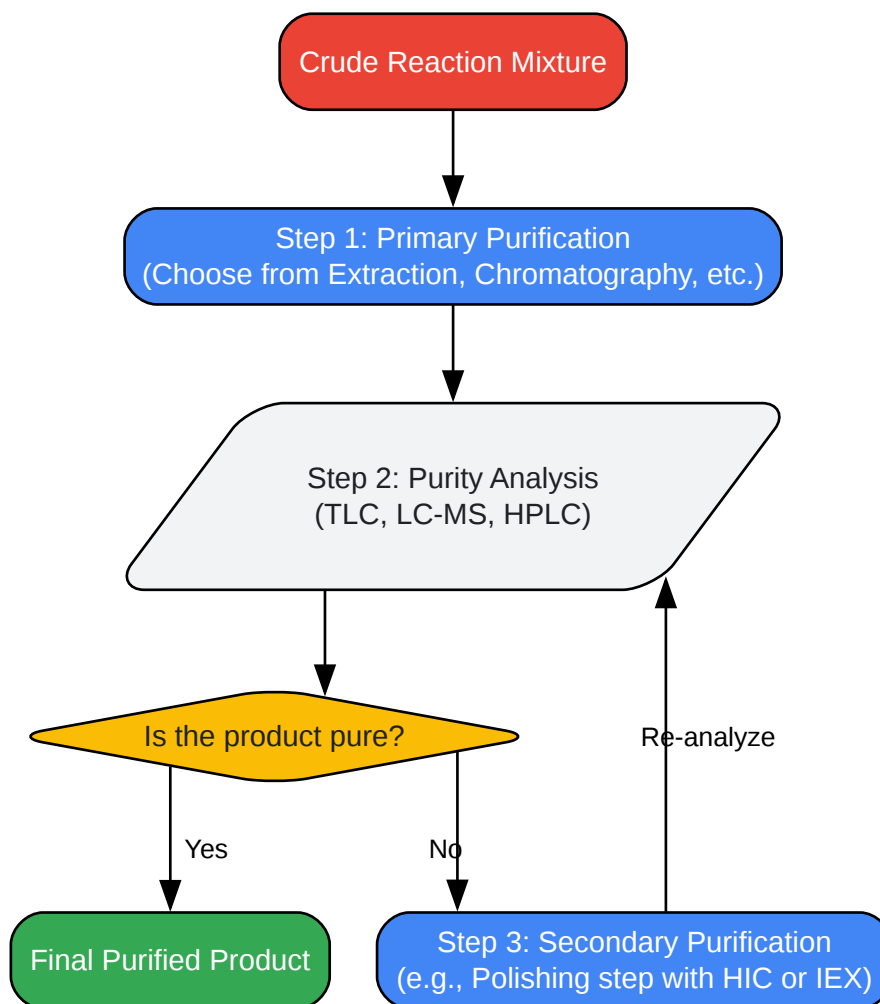 Crude Reaction Mixture
Step 1: Primary Purification
(Choose from Extraction, Chromatography, etc.)
Step 2: Purity Analysis
(TLC, LC-MS, HPLC)
Is the product pure?
Re-analyze
Yes
No
Final Purified Product
Step 3: Secondary Purification
(e.g., Polishing step with HIC or IEX)